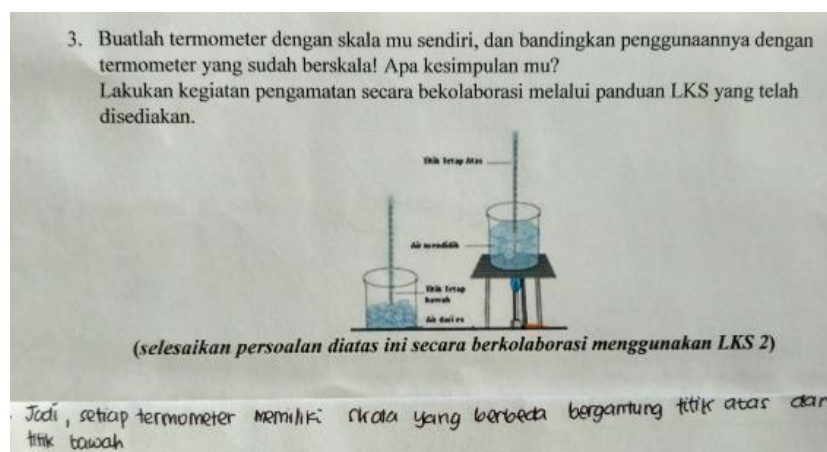 3. Buatlah termometer dengan skala mu sendiri, dan bandingkan penggunaannya dengan
termometer yang sudah berskala! Apa kesimpulan mu?
Lakukan kegiatan pengamatan secara bekolaborasi melalui panduan LKS yang telah
disediakan.
Titik Tetap Atas
Air mendidih
Titik Tetap
bawah
Air dari es
(selesaikan persoalan diatas ini secara berkolaborasi menggunakan LKS 2)
Jadi, setiap termometer memiliki skala yang berbeda bergantung titik atas dan
titik bawah